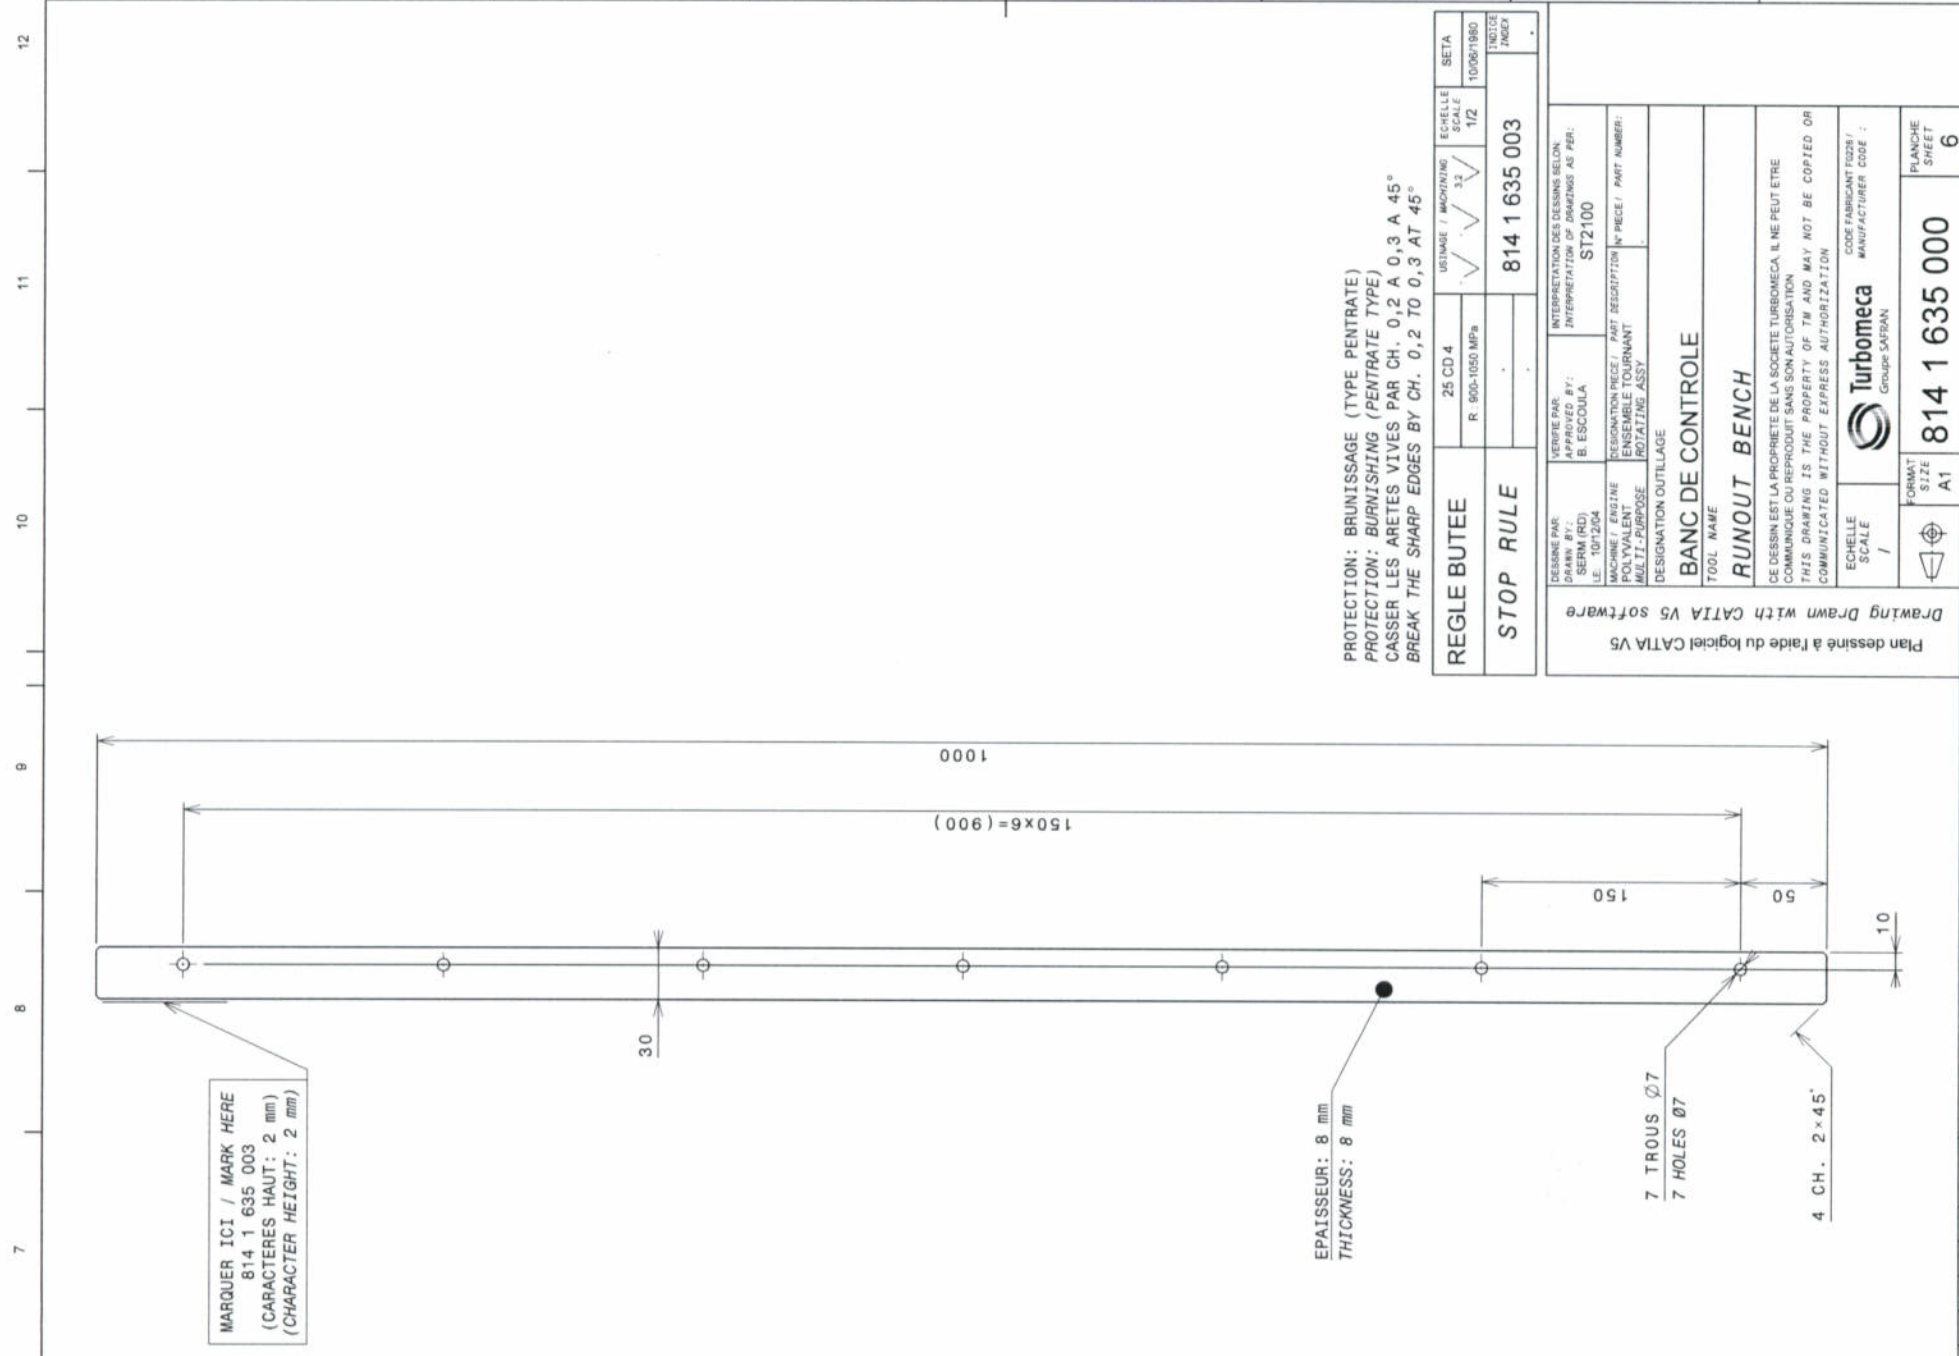 12
11
10
9
8
7
MARQUER ICI / MARK HERE
814 1 635 003
(CARACTERES HAUT: 2 mm)
(CHARACTER HEIGHT: 2 mm)
1000
150x6=(900)
150
50
10
30
EPAISSEUR: 8 mm
THICKNESS: 8 mm
7 TROUS Ø7
7 HOLES Ø7
4 CH. 2×45°
PROTECTION: BRUNISSAGE (TYPE PENTRATE)
PROTECTION: BURNISHING (PENTRATE TYPE)
CASSER LES ARETES VIVES PAR CH. 0,2 A 0,3 A 45°
BREAK THE SHARP EDGES BY CH. 0,2 TO 0,3 AT 45°
REGLE BUTEE
25 CD 4
R : 900-1050 MPa
USINAGE / MACHINING
3,2
ECHELLE
SCALE
1/2
SETA
10/06/1980
STOP RULE
814 1 635 003
INDICE
INDEX
DESSINE PAR:
DRAWN BY:
SERM (RD)
LE: 10/12/04
VERIFIE PAR:
APPROVED BY:
B. ESCOULA
INTERPRETATION DES DESSINS SELON:
INTERPRETATION OF DRAWINGS AS PER:
ST2100
MACHINE / ENGINE
POLYVALENT
MULTI-PURPOSE
DESIGNATION PIECE / PART DESCRIPTION
ENSEMBLE TOURNANT
ROTATING ASSY
N° PIECE / PART NUMBER:
DESIGNATION OUTILLAGE
BANC DE CONTROLE
TOOL NAME
RUNOUT BENCH
CE DESSIN EST LA PROPRIETE DE LA SOCIETE TURBOMECA, IL NE PEUT ETRE
COMMUNIQUE OU REPRODUIT SANS SON AUTORISATION
THIS DRAWING IS THE PROPERTY OF TM AND MAY NOT BE COPIED OR
COMMUNICATED WITHOUT EXPRESS AUTHORIZATION
ECHELLE
SCALE
/
Turbomeca
Groupe SAFRAN
CODE FABRICANT F0228 /
MANUFACTURER CODE :
FORMAT
SIZE
A1
814 1 635 000
PLANCHE
SHEET
6
Plan dessiné à l'aide du logiciel CATIA V5
Drawing Drawn with CATIA V5 software